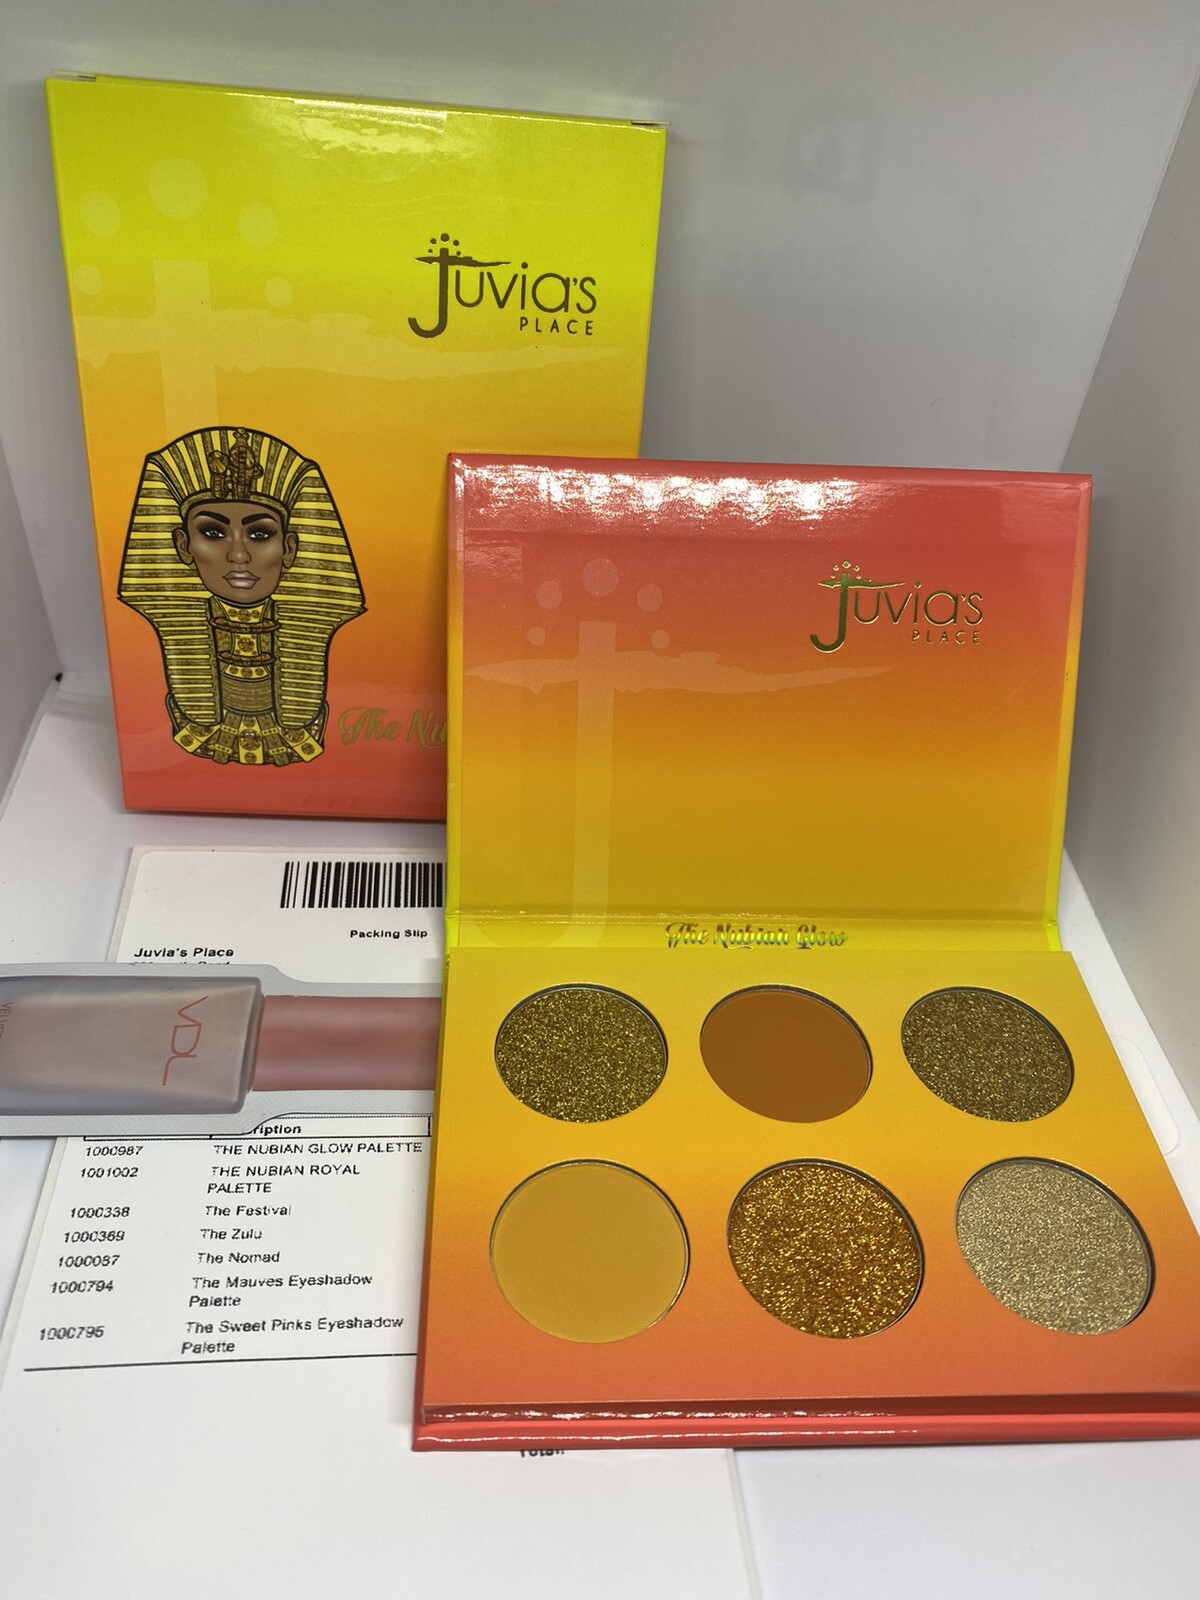 Juvia's
PLACE
The Nu
Juvia's
PLACE
The Nubian Glow
Packing Slip
Juvia's Place
VDL
ription
1000987 THE NUBIAN GLOW PALETTE
1001002 THE NUBIAN ROYAL
PALETTE
1000338 The Festival
1000369 The Zulu
1000087 The Nomad
1000794 The Mauves Eyeshadow
Palette
1000795 The Sweet Pinks Eyeshadow
Palette
Total